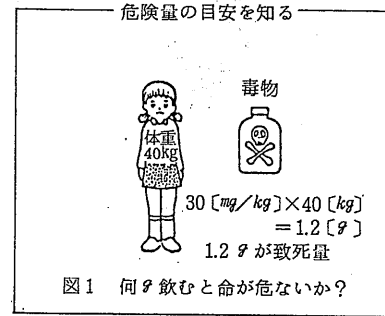 危険量の目安を知る
毒物
体重
40kg
30〔mg/kg〕×40〔kg〕
＝1.2〔g〕
1.2gが致死量
図1 何g飲むと命が危ないか？